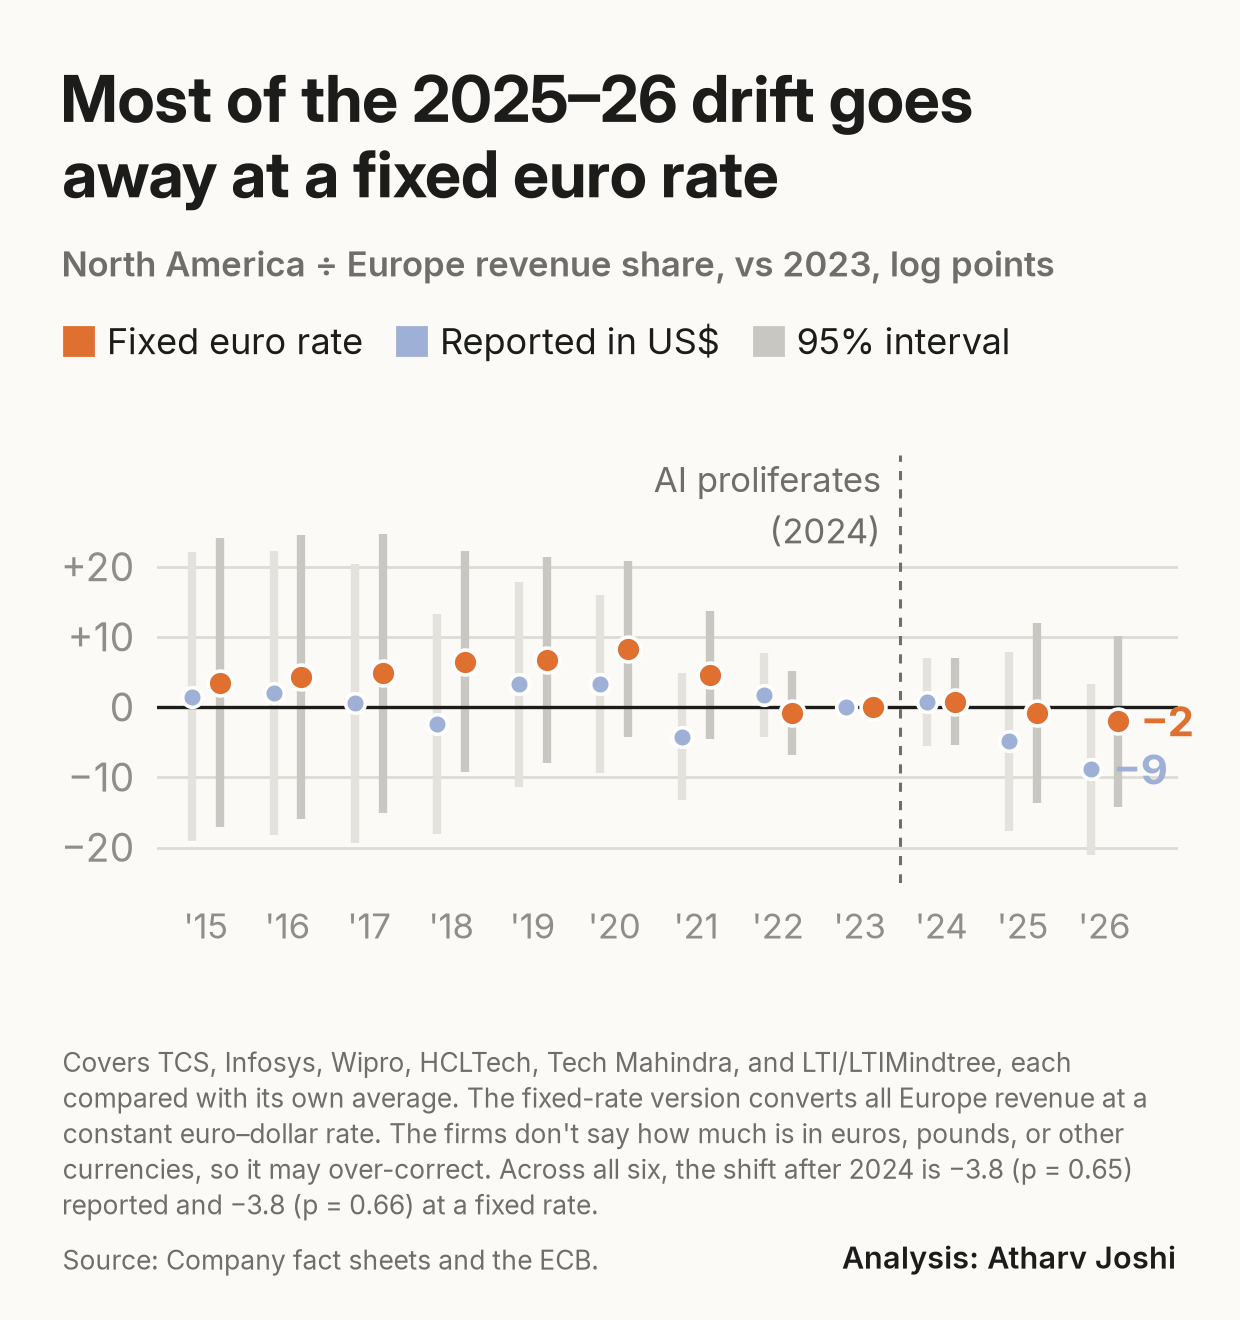 Most of the 2025–26 drift goes
away at a fixed euro rate
North America ÷ Europe revenue share, vs 2023, log points
Fixed euro rate
Reported in US$
95% interval
AI proliferates
(2024)
+20
+10
0
−10
−20
−2
−9
'15
'16
'17
'18
'19
'20
'21
'22
'23
'24
'25
'26
Covers TCS, Infosys, Wipro, HCLTech, Tech Mahindra, and LTI/LTIMindtree, each
compared with its own average. The fixed-rate version converts all Europe revenue at a
constant euro–dollar rate. The firms don't say how much is in euros, pounds, or other
currencies, so it may over-correct. Across all six, the shift after 2024 is −3.8 (p = 0.65)
reported and −3.8 (p = 0.66) at a fixed rate.
Source: Company fact sheets and the ECB.
Analysis: Atharv Joshi